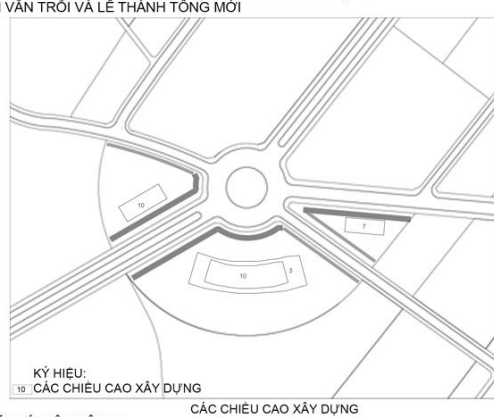 VĂN TRỖI VÀ LÊ THÁNH TÔNG MỚI
10
7
10
3
KÝ HIỆU:
10 CÁC CHIỀU CAO XÂY DỰNG
CÁC CHIỀU CAO XÂY DỰNG